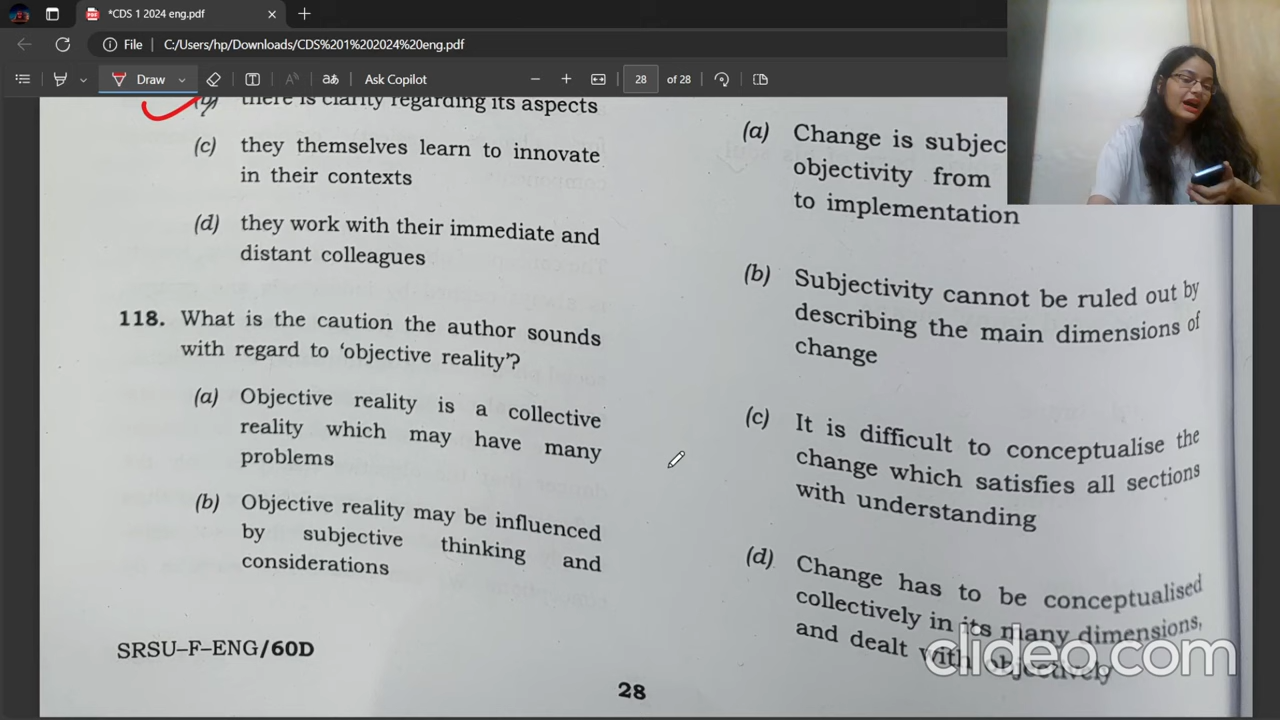 *CDS 1 2024 eng.pdf
File
C:/Users/hp/Downloads/CDS%201%202024%20eng.pdf
Draw
Ask Copilot
28
of 28
(b) there is clarity regarding its aspects
(c) they themselves learn to innovate
in their contexts
(d) they work with their immediate and
distant colleagues
118. What is the caution the author sounds
with regard to 'objective reality'?
(a) Objective reality is a collective
reality which may have many
problems
(b) Objective reality may be influenced
by subjective thinking and
considerations
SRSU–F–ENG/60D
28
(a) Change is subjec
objectivity from
to implementation
(b) Subjectivity cannot be ruled out by
describing the main dimensions of
change
(c) It is difficult to conceptualise the
change which satisfies all sections
with understanding
(d) Change has to be conceptualised
collectively in its many dimensions,
and dealt with objectively
clideo.com